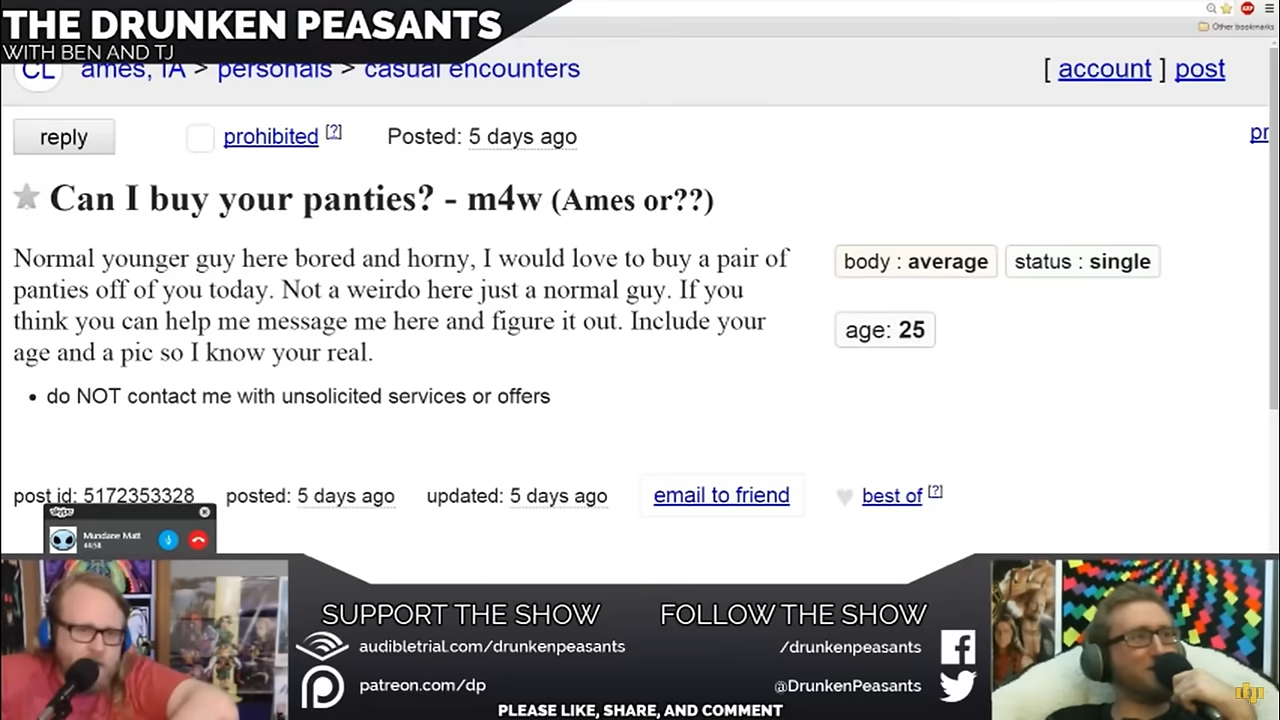 THE DRUNKEN PEASANTS
WITH BEN AND TJ
Other bookmarks
CL ames, IA > personals > casual encounters
[ account ] post
reply
prohibited [?]
Posted: 5 days ago
pr
Can I buy your panties? - m4w (Ames or??)
Normal younger guy here bored and horny, I would love to buy a pair of
panties off of you today. Not a weirdo here just a normal guy. If you
think you can help me message me here and figure it out. Include your
age and a pic so I know your real.
body : average
status : single
age: 25
• do NOT contact me with unsolicited services or offers
post id: 5172353328
posted: 5 days ago
updated: 5 days ago
email to friend
best of [?]
skype
Mundane Matt
44:58
SUPPORT THE SHOW
audibletrial.com/drunkenpeasants
patreon.com/dp
FOLLOW THE SHOW
/drunkenpeasants
@DrunkenPeasants
PLEASE LIKE, SHARE, AND COMMENT